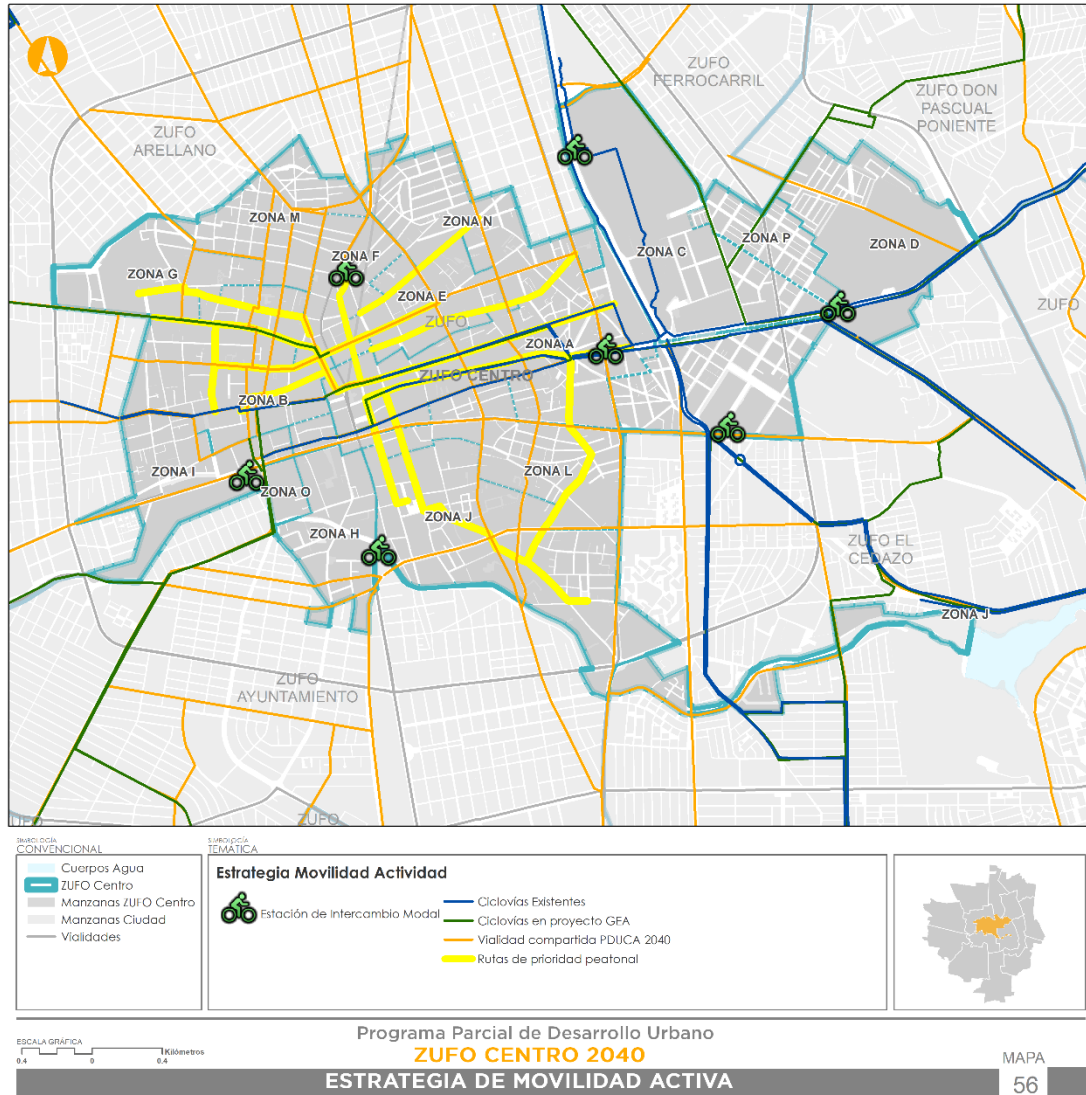 ZUFO
FERROCARRIL
ZUFO DON
PASCUAL
PONIENTE
ZUFO
ARELLANO
ZONA M
ZONA N
ZONA P
ZONA D
ZONA F
ZONA C
ZONA G
ZONA E
ZUFO
ZUFO
ZONA A
ZUFO CENTRO
ZONA B
ZONA I
ZONA L
ZONA O
ZONA J
ZONA H
ZUFO EL
CEDAZO
ZONA J
ZUFO
AYUNTAMIENTO
UFO
ZUFO
SIMBOLOGÍA
CONVENCIONAL
Cuerpos Agua
ZUFO Centro
Manzanas ZUFO Centro
Manzanas Ciudad
Vialidades
SIMBOLOGÍA
TEMÁTICA
Estrategia Movilidad Actividad
Estación de Intercambio Modal
Ciclovías Existentes
Ciclovías en proyecto GEA
Vialidad compartida PDUCA 2040
Rutas de prioridad peatonal
ESCALA GRÁFICA
0.4 0 0.4 Kilómetros
Programa Parcial de Desarrollo Urbano
ZUFO CENTRO 2040
ESTRATEGIA DE MOVILIDAD ACTIVA
MAPA
56